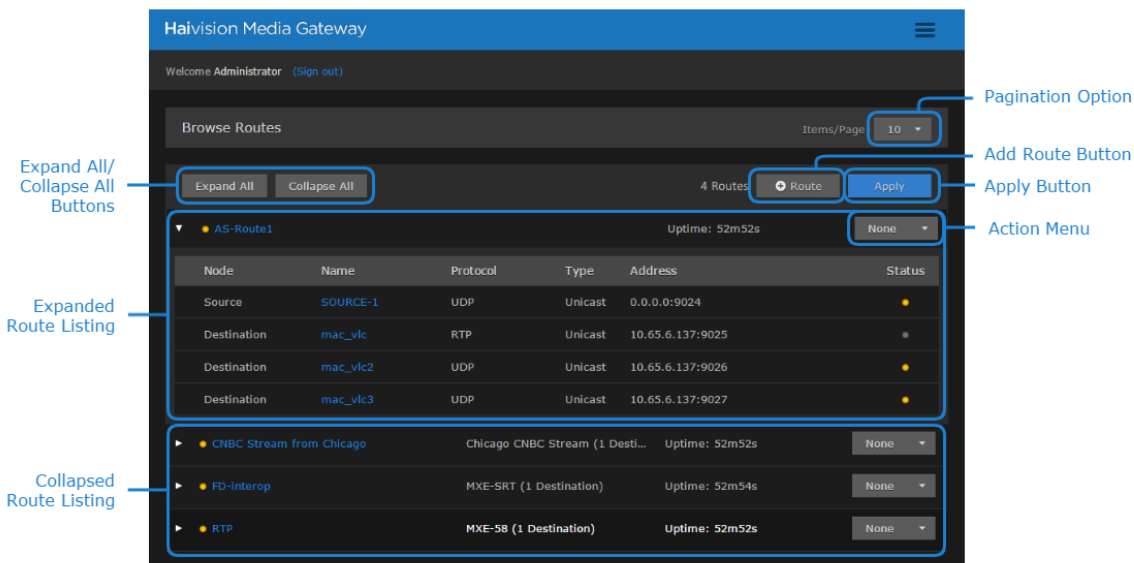 Haivision Media Gateway
Welcome Administrator (Sign out)
Pagination Option
Browse Routes
Items/Page 10
Add Route Button
Expand All/
Collapse All
Buttons
Expand All Collapse All
4 Routes Route Apply
Apply Button
AS-Route1 Uptime: 52m52s None
Action Menu
Node Name Protocol Type Address Status
Source SOURCE-1 UDP Unicast 0.0.0.0:9024
Expanded
Route Listing
Destination mac_vlc RTP Unicast 10.65.6.137:9025
Destination mac_vlc2 UDP Unicast 10.65.6.137:9026
Destination mac_vlc3 UDP Unicast 10.65.6.137:9027
CNBC Stream from Chicago Chicago CNBC Stream (1 Desti... Uptime: 52m52s None
Collapsed
Route Listing
FD-interop MXE-SRT (1 Destination) Uptime: 52m54s None
RTP MXE-58 (1 Destination) Uptime: 52m52s None